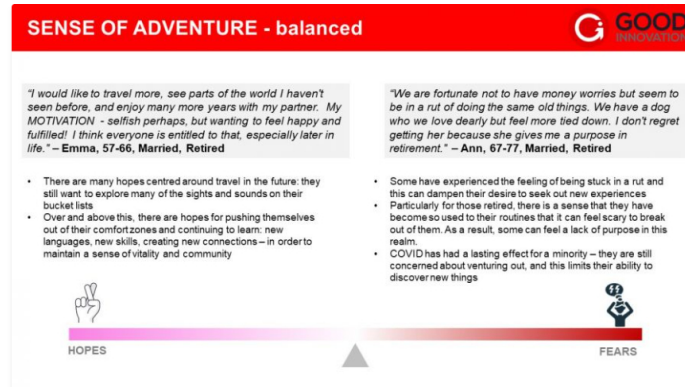 SENSE OF ADVENTURE - balanced
GOOD
INNOVATION
"I would like to travel more, see parts of the world I haven't
seen before, and enjoy many more years with my partner. My
MOTIVATION - selfish perhaps, but wanting to feel happy and
fulfilled! I think everyone is entitled to that, especially later in
life." – Emma, 57-66, Married, Retired
• There are many hopes centred around travel in the future: they
still want to explore many of the sights and sounds on their
bucket lists
• Over and above this, there are hopes for pushing themselves
out of their comfort zones and continuing to learn: new
languages, new skills, creating new connections – in order to
maintain a sense of vitality and community
"We are fortunate not to have money worries but seem to
be in a rut of doing the same old things. We have a dog
who we love dearly but feel more tied down. I don't regret
getting her because she gives me a purpose in
retirement." – Ann, 67-77, Married, Retired
• Some have experienced the feeling of being stuck in a rut and
this can dampen their desire to seek out new experiences
• Particularly for those retired, there is a sense that they have
become so used to their routines that it can feel scary to break
out of them. As a result, some can feel a lack of purpose in this
realm.
• COVID has had a lasting effect for a minority – they are still
concerned about venturing out, and this limits their ability to
discover new things
HOPES
FEARS